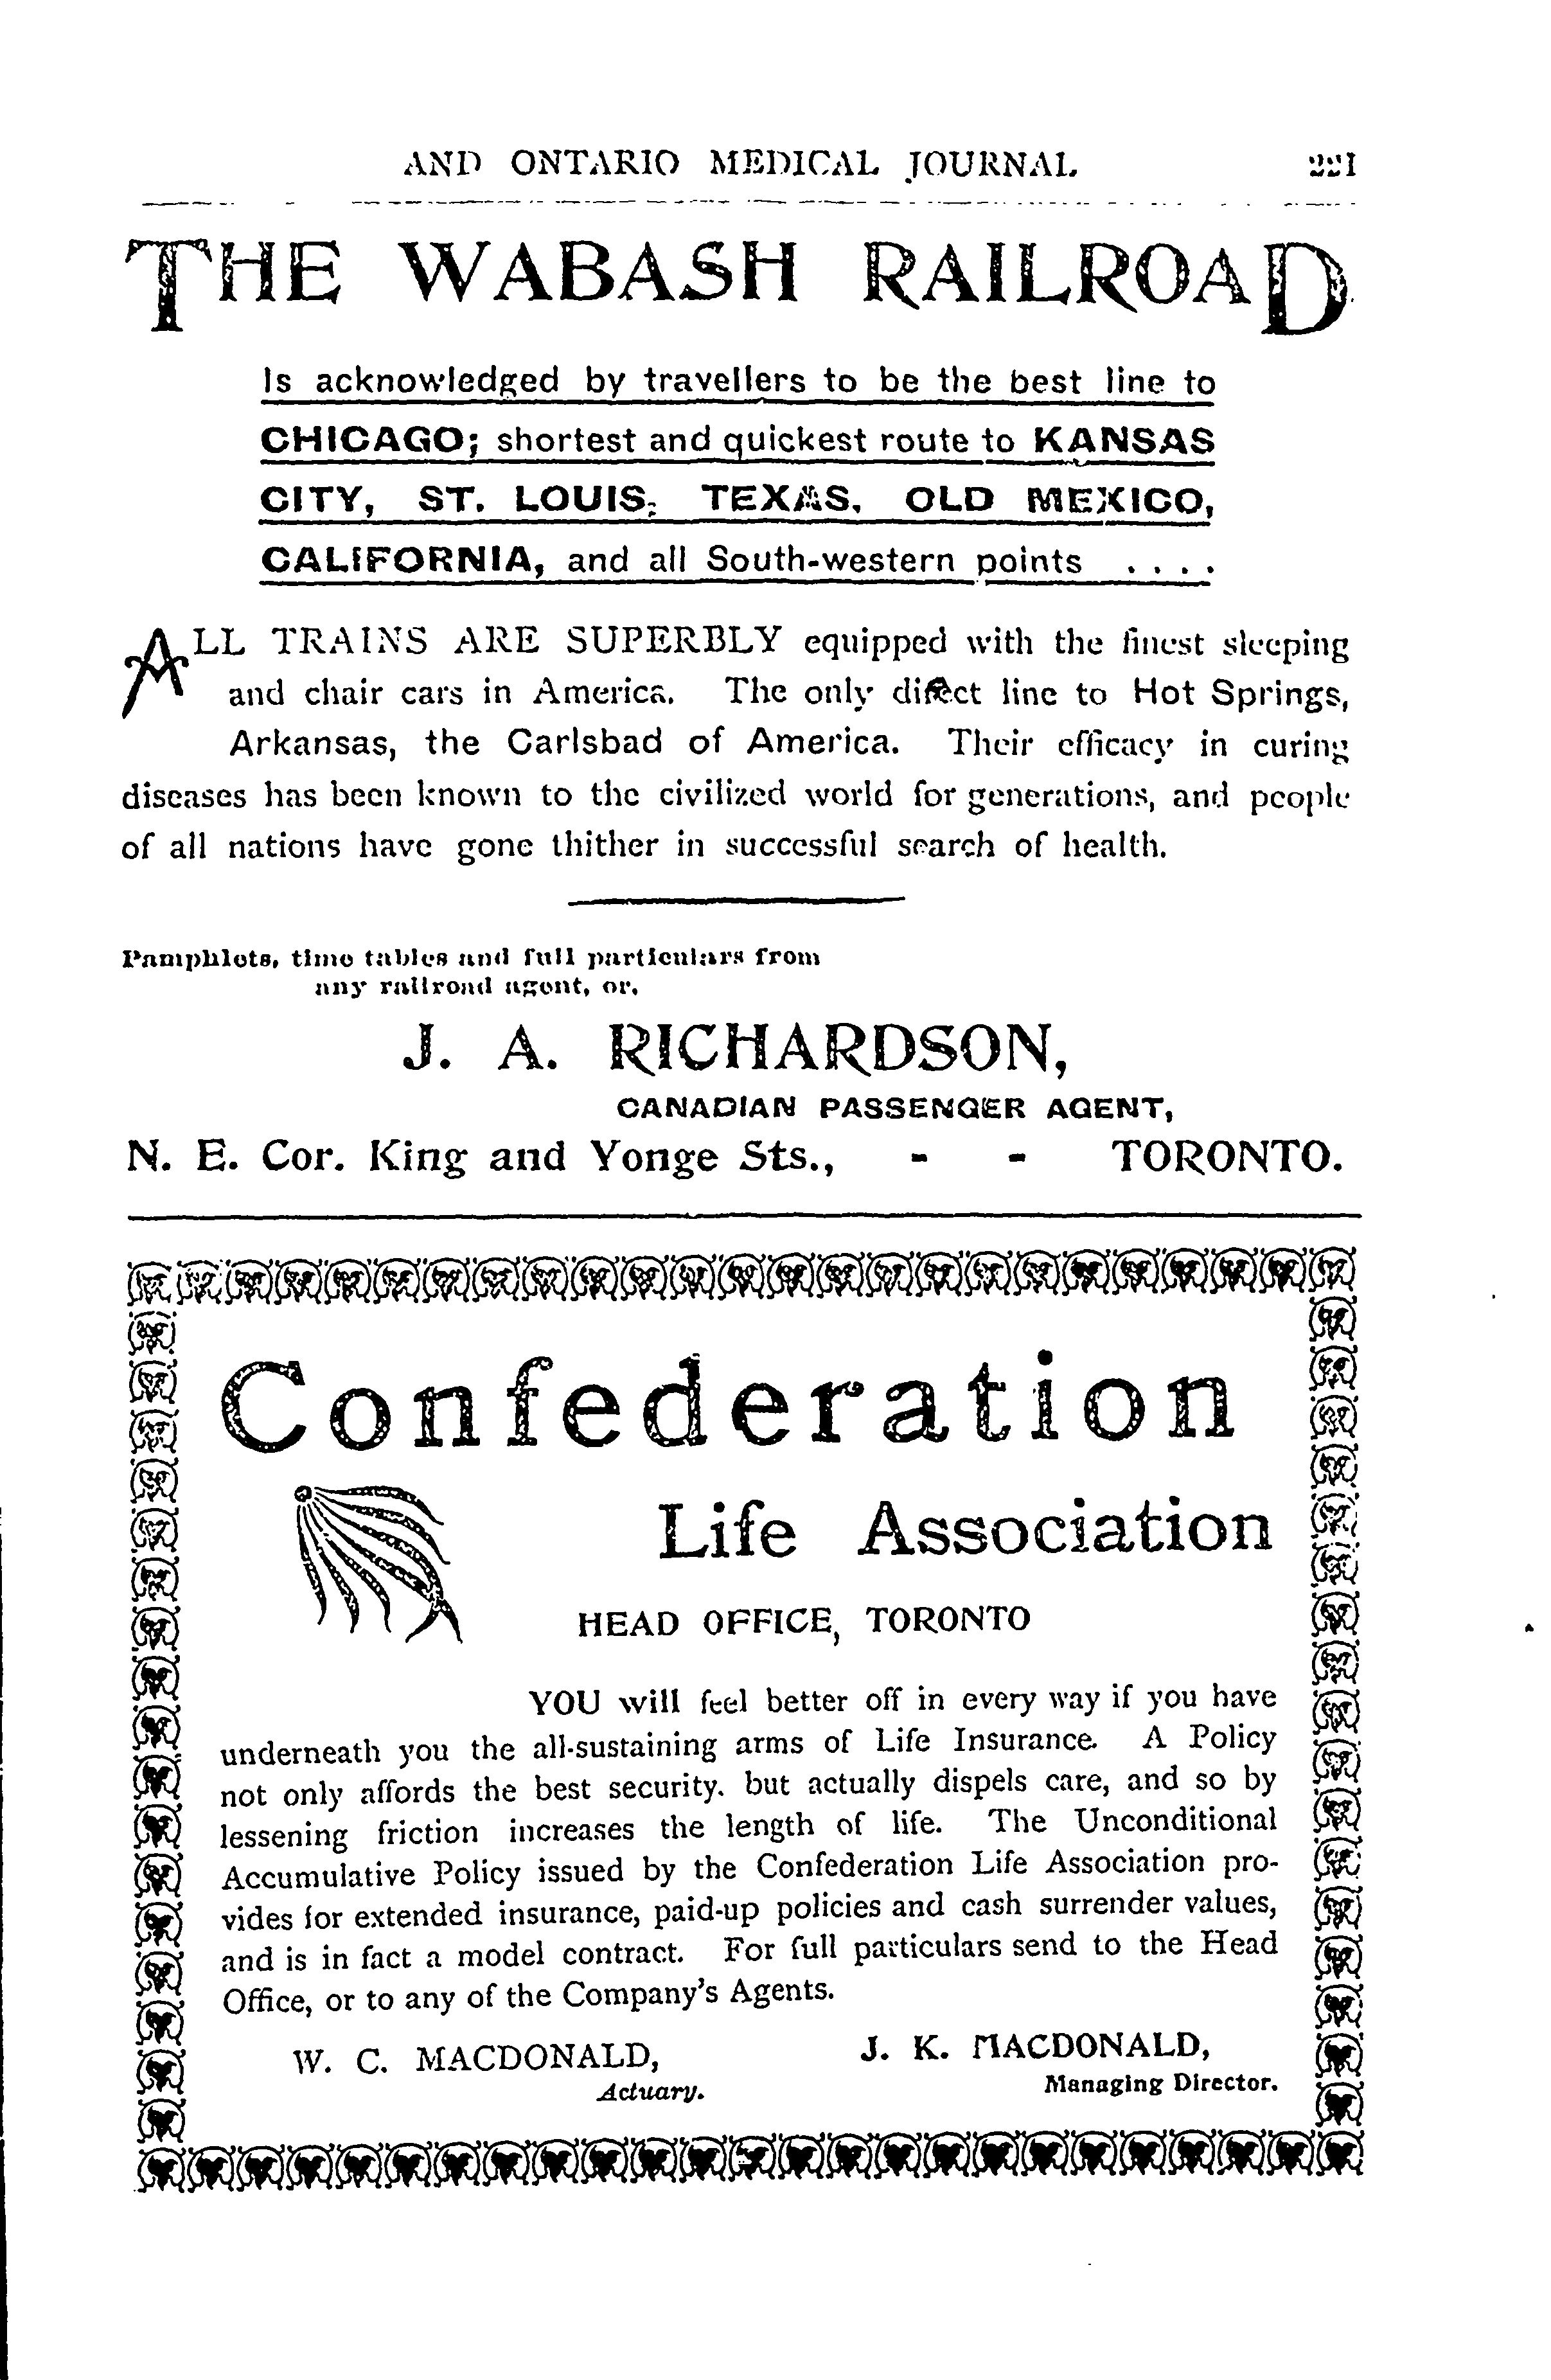 AND ONTARIO MEDICAL JOURNAL 221
THE WABASH RAILROAD
Is acknowledged by travellers to be the best line to
CHICAGO; shortest and quickest route to KANSAS
CITY, ST. LOUIS, TEXAS, OLD MEXICO,
CALIFORNIA, and all South-western points ....
ALL TRAINS ARE SUPERBLY equipped with the finest sleeping
and chair cars in America. The only direct line to Hot Springs,
Arkansas, the Carlsbad of America. Their efficacy in curing
diseases has been known to the civilized world for generations, and people
of all nations have gone thither in successful search of health.
Pamphlets, time tables and full particulars from
any railroad agent, or,
J. A. RICHARDSON,
CANADIAN PASSENGER AGENT,
N. E. Cor. King and Yonge Sts., - - TORONTO.
Confederation
Life Association
HEAD OFFICE, TORONTO
YOU will feel better off in every way if you have
underneath you the all-sustaining arms of Life Insurance. A Policy
not only affords the best security, but actually dispels care, and so by
lessening friction increases the length of life. The Unconditional
Accumulative Policy issued by the Confederation Life Association pro-
vides for extended insurance, paid-up policies and cash surrender values,
and is in fact a model contract. For full particulars send to the Head
Office, or to any of the Company's Agents.
W. C. MACDONALD,
Actuary.
J. K. MACDONALD,
Managing Director.